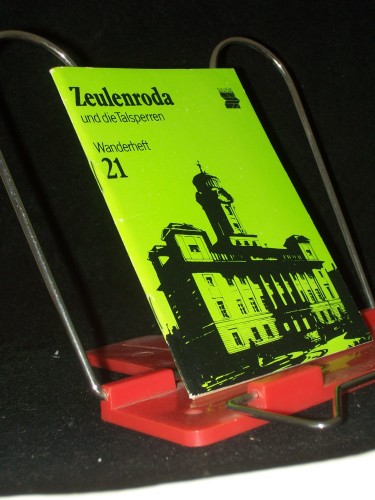 Zeulenroda
und die Talsperren
Wanderheft
21